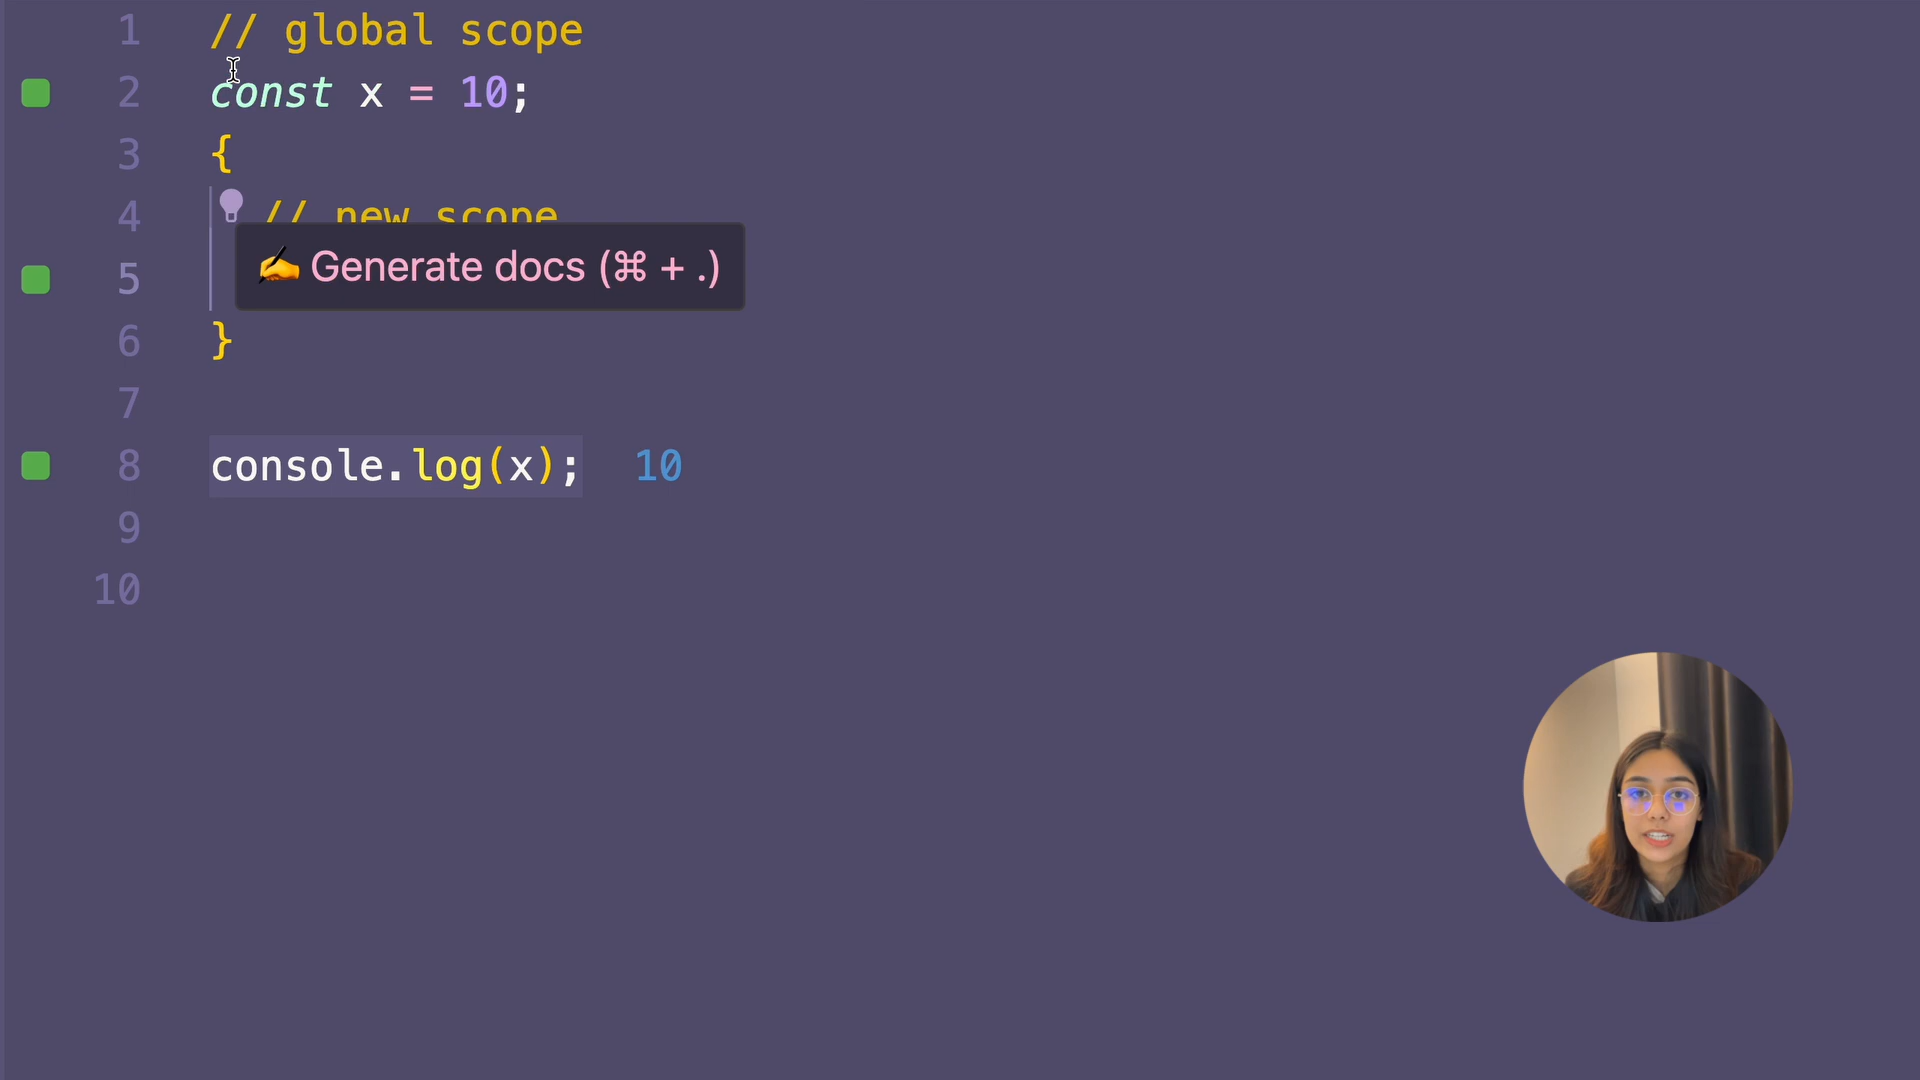 1 // global scope
2 const x = 10;
3 {
4 // new scope
✍️ Generate docs (⌘ + .)
5
6 }
7
8 console.log(x); 10
9
10